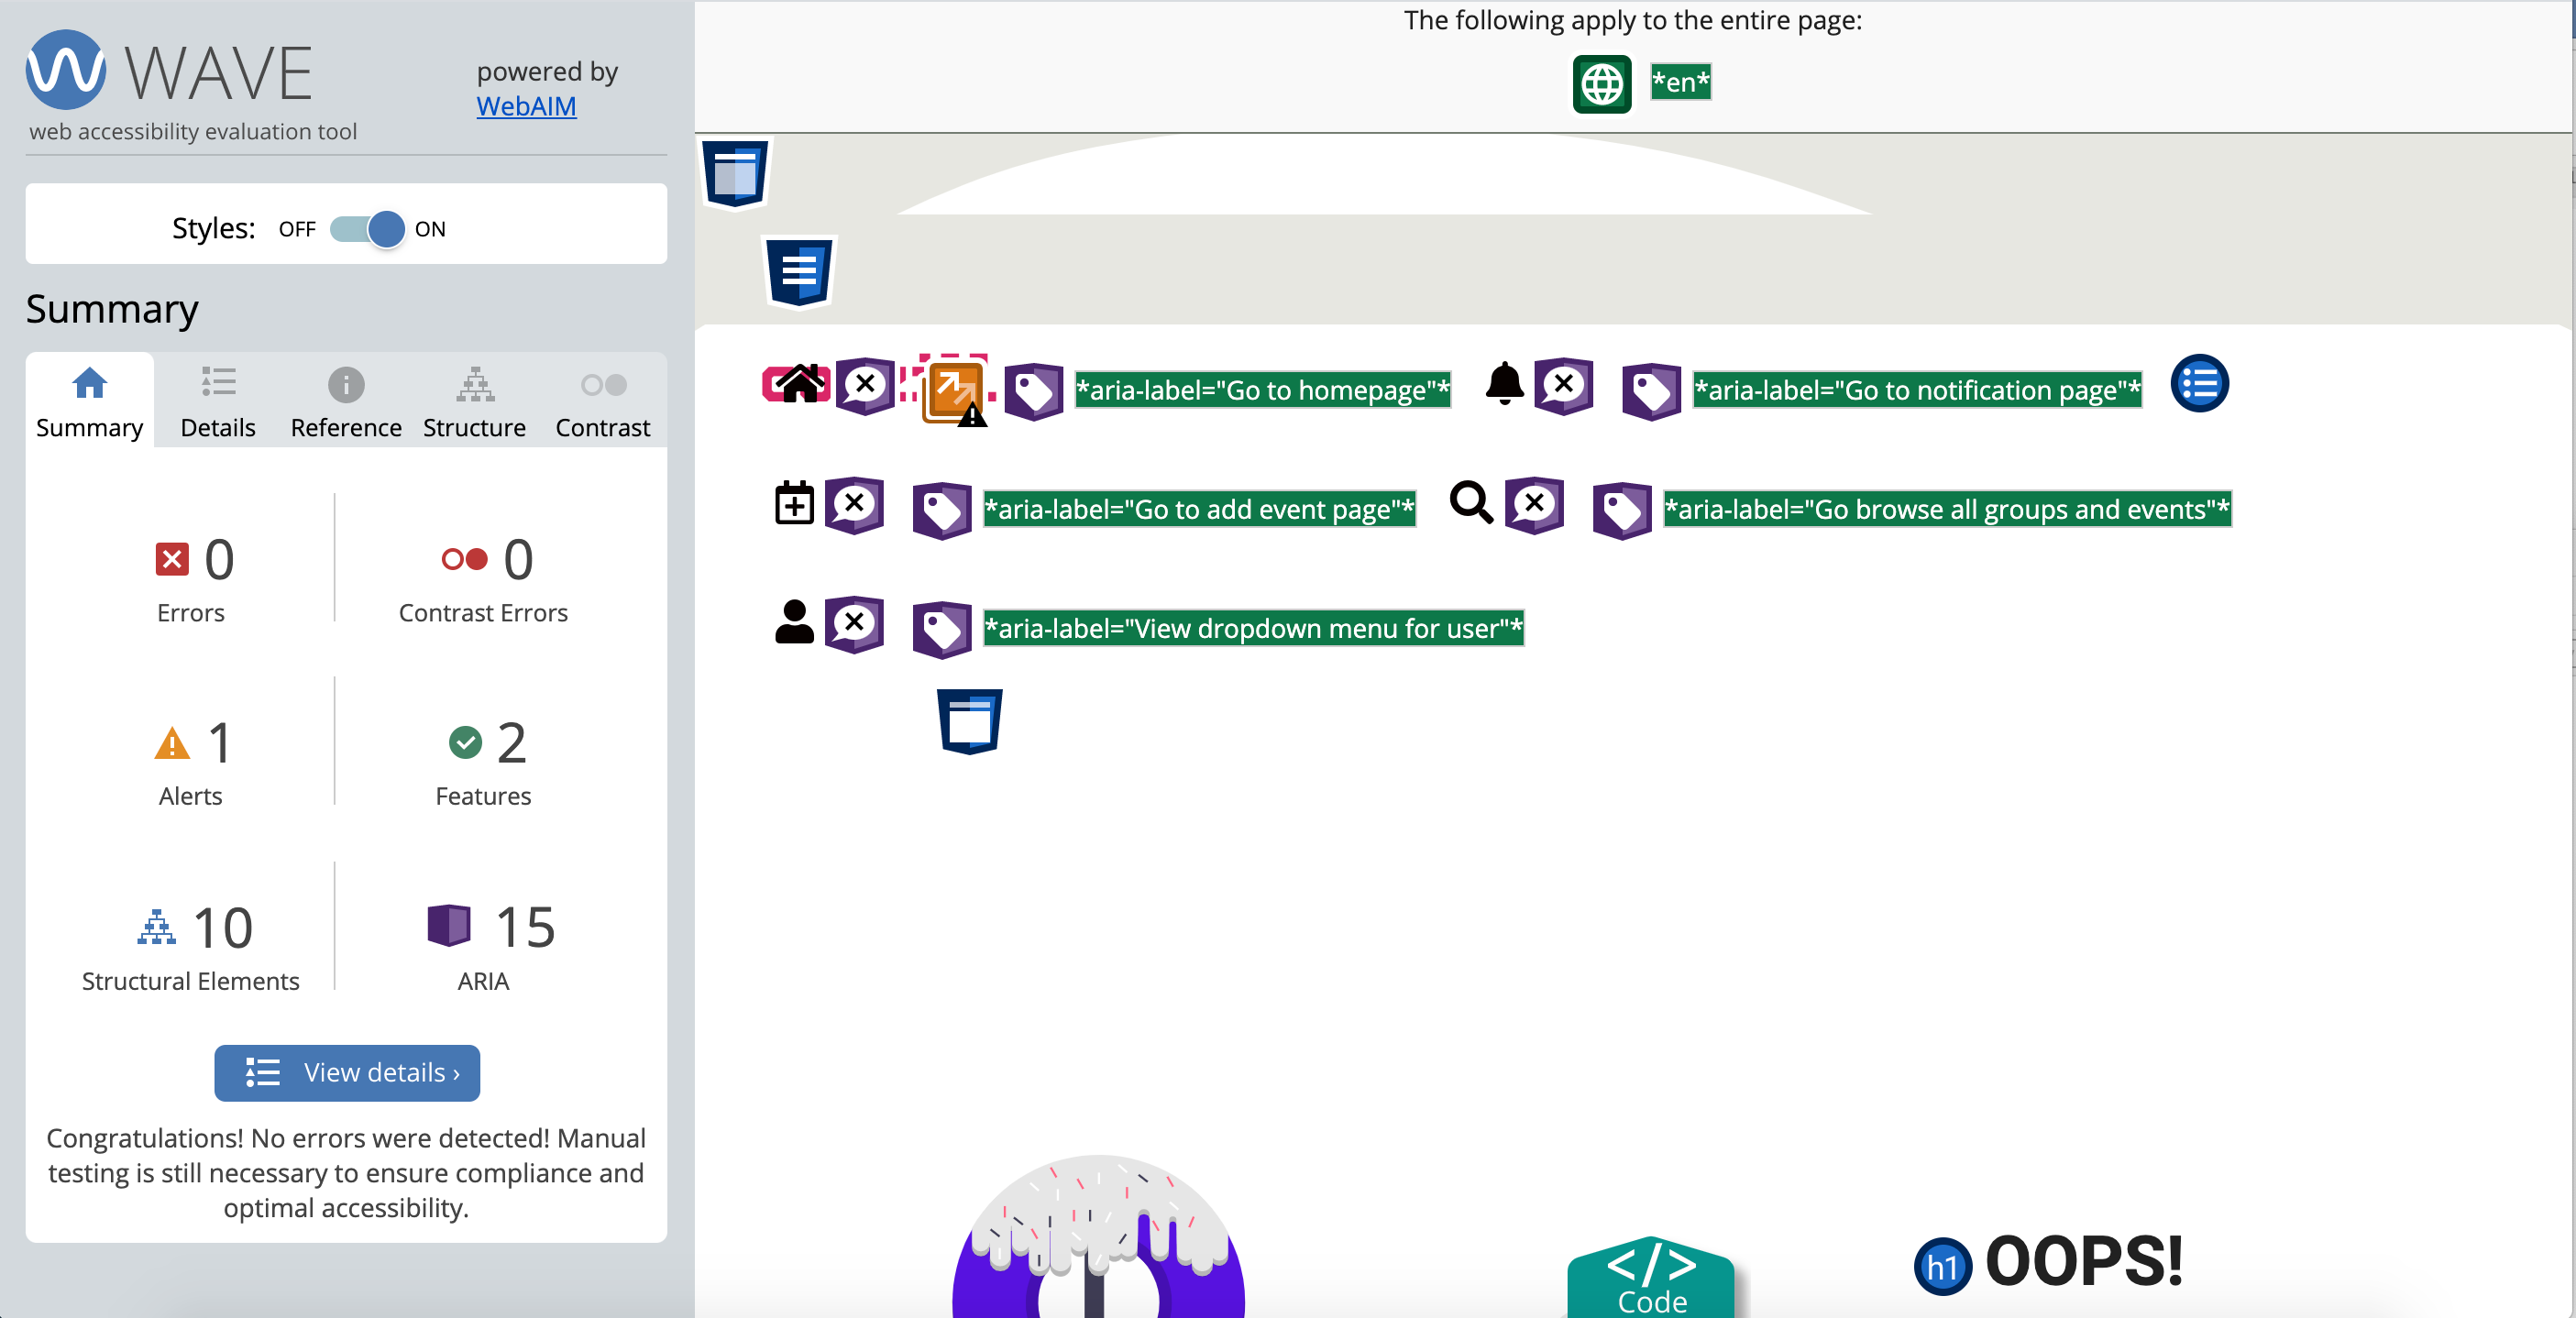 WAVE
powered by
WebAIM
web accessibility evaluation tool
Styles: OFF ON
Summary
Summary Details Reference Structure Contrast
0 0
Errors Contrast Errors
1 2
Alerts Features
10 15
Structural Elements ARIA
View details ›
Congratulations! No errors were detected! Manual
testing is still necessary to ensure compliance and
optimal accessibility.
The following apply to the entire page:
*en*
*aria-label="Go to homepage"* *aria-label="Go to notification page"*
*aria-label="Go to add event page"* *aria-label="Go browse all groups and events"*
*aria-label="View dropdown menu for user"*
h1 OOPS!
</>
Code